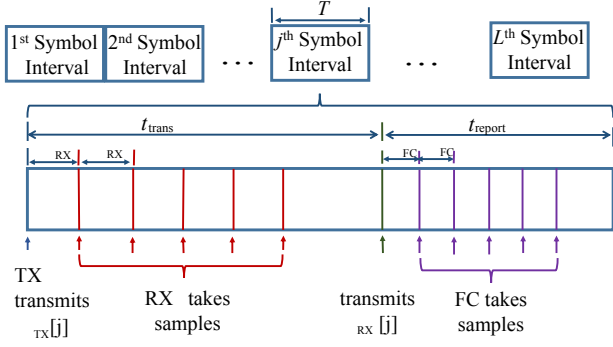 T
1st Symbol Interval
2nd Symbol Interval
...
jth Symbol Interval
...
Lth Symbol Interval
ttrans
treport
RX
RX
FC
FC
TX
transmits
TX[j]
RX takes
samples
transmits
RX [j]
FC takes
samples